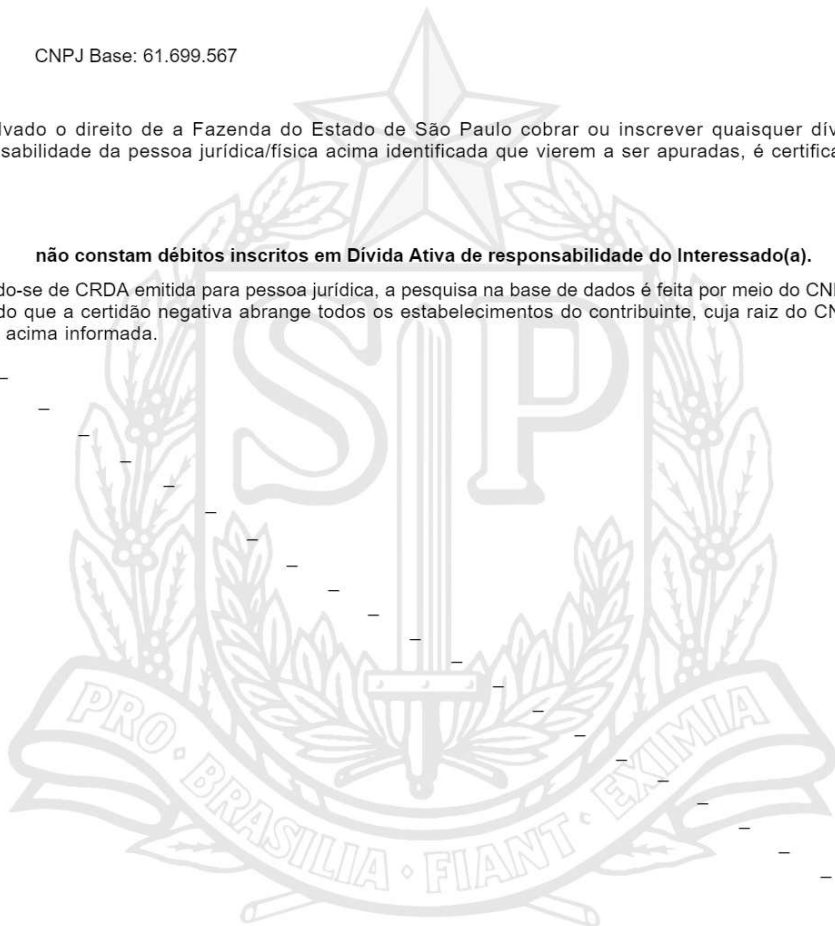 CNPJ Base: 61.699.567
lvado o direito de a Fazenda do Estado de São Paulo cobrar ou inscrever quaisquer dív
sabilidade da pessoa jurídica/física acima identificada que vierem a ser apuradas, é certifica
não constam débitos inscritos em Dívida Ativa de responsabilidade do Interessado(a).
do-se de CRDA emitida para pessoa jurídica, a pesquisa na base de dados é feita por meio do CN
do que a certidão negativa abrange todos os estabelecimentos do contribuinte, cuja raiz do CN
acima informada.
SP
PRO · BRASILIA · FIANT · EXIMIA